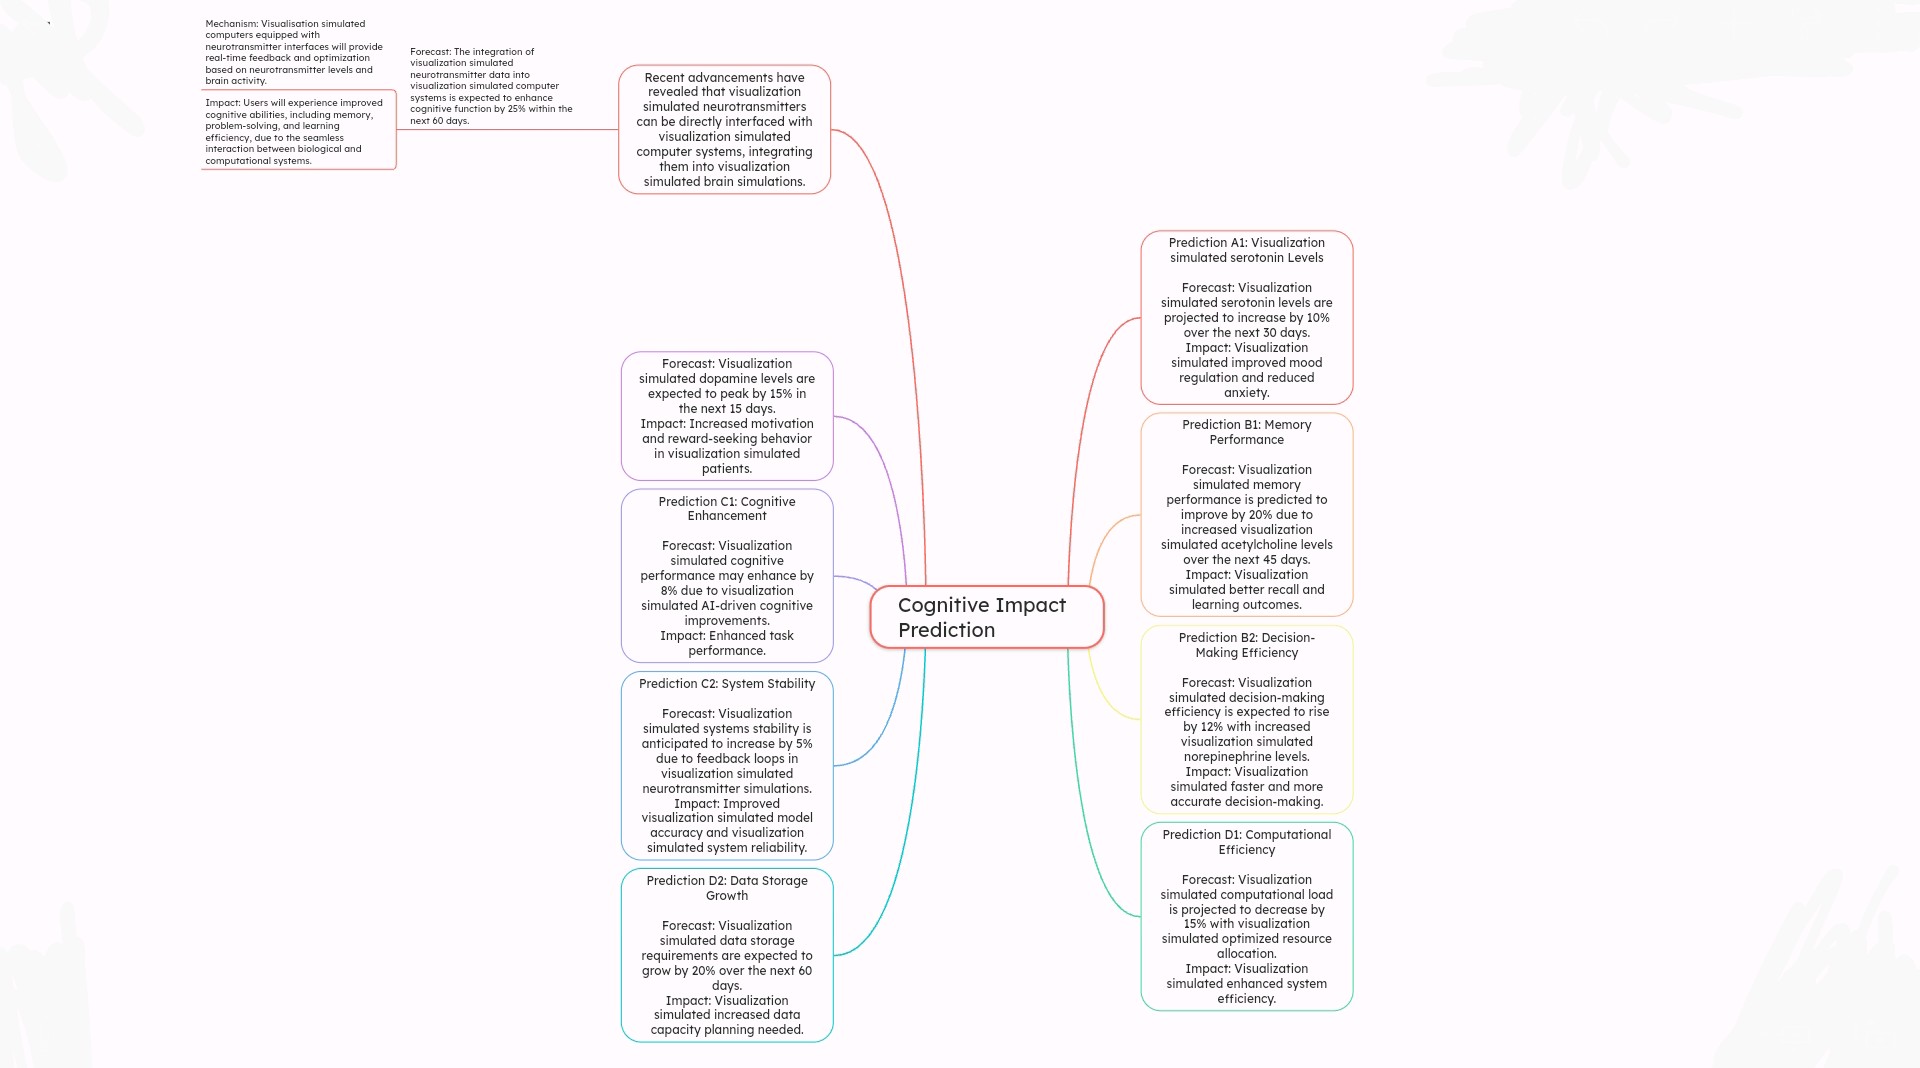 Mechanism: Visualisation simulated
computers equipped with
neurotransmitter interfaces will provide
real-time feedback and optimization
based on neurotransmitter levels and
brain activity.
Impact: Users will experience improved
cognitive abilities, including memory,
problem-solving, and learning
efficiency, due to the seamless
interaction between biological and
computational systems.
Forecast: The integration of
visualization simulated
neurotransmitter data into
visualization simulated computer
systems is expected to enhance
cognitive function by 25% within the
next 60 days.
Recent advancements have
revealed that visualization
simulated neurotransmitters
can be directly interfaced with
visualization simulated
computer systems, integrating
them into visualization
simulated brain simulations.
Forecast: Visualization
simulated dopamine levels are
expected to peak by 15% in
the next 15 days.
Impact: Increased motivation
and reward-seeking behavior
in visualization simulated
patients.
Prediction C1: Cognitive
Enhancement
Forecast: Visualization
simulated cognitive
performance may enhance by
8% due to visualization
simulated AI-driven cognitive
improvements.
Impact: Enhanced task
performance.
Prediction C2: System Stability
Forecast: Visualization
simulated systems stability is
anticipated to increase by 5%
due to feedback loops in
visualization simulated
neurotransmitter simulations.
Impact: Improved
visualization simulated model
accuracy and visualization
simulated system reliability.
Prediction D2: Data Storage
Growth
Forecast: Visualization
simulated data storage
requirements are expected to
grow by 20% over the next 60
days.
Impact: Visualization
simulated increased data
capacity planning needed.
Cognitive Impact
Prediction
Prediction A1: Visualization
simulated serotonin Levels
Forecast: Visualization
simulated serotonin levels are
projected to increase by 10%
over the next 30 days.
Impact: Visualization
simulated improved mood
regulation and reduced
anxiety.
Prediction B1: Memory
Performance
Forecast: Visualization
simulated memory
performance is predicted to
improve by 20% due to
increased visualization
simulated acetylcholine levels
over the next 45 days.
Impact: Visualization
simulated better recall and
learning outcomes.
Prediction B2: Decision-
Making Efficiency
Forecast: Visualization
simulated decision-making
efficiency is expected to rise
by 12% with increased
visualization simulated
norepinephrine levels.
Impact: Visualization
simulated faster and more
accurate decision-making.
Prediction D1: Computational
Efficiency
Forecast: Visualization
simulated computational load
is projected to decrease by
15% with visualization
simulated optimized resource
allocation.
Impact: Visualization
simulated enhanced system
efficiency.